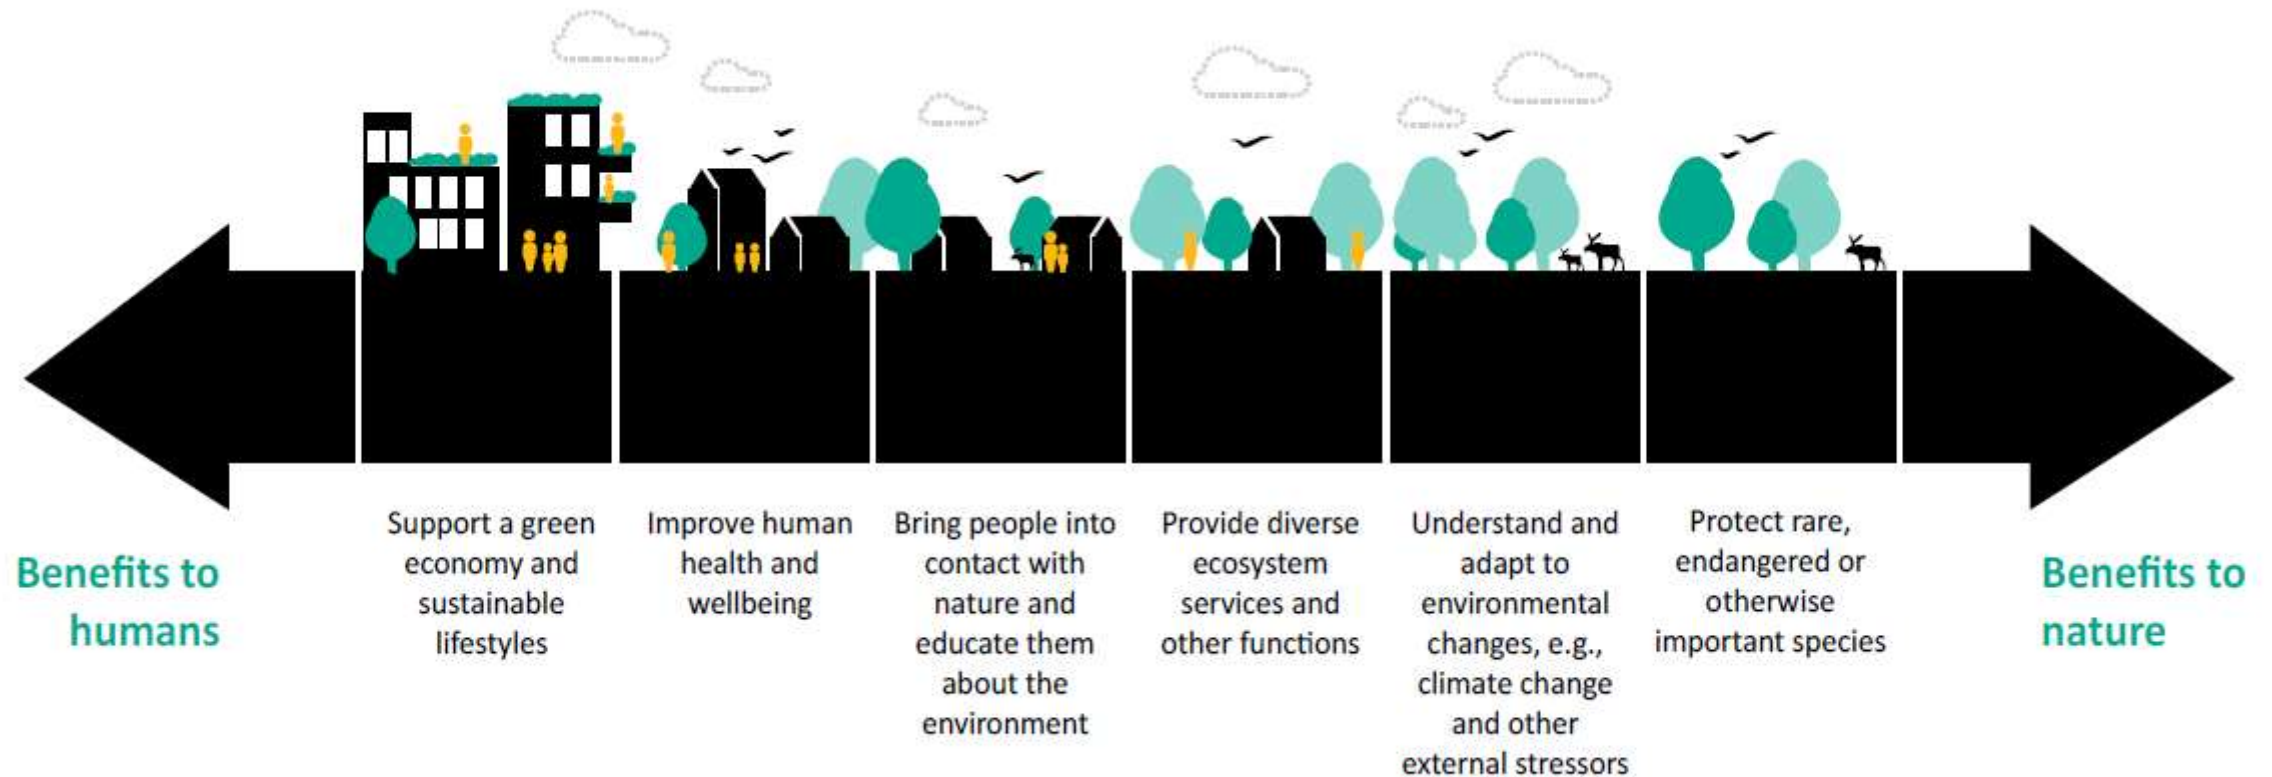 Benefits to
humans
Support a green
economy and
sustainable
lifestyles
Improve human
health and
wellbeing
Bring people into
contact with
nature and
educate them
about the
environment
Provide diverse
ecosystem
services and
other functions
Understand and
adapt to
environmental
changes, e.g.,
climate change
and other
external stressors
Protect rare,
endangered or
otherwise
important species
Benefits to
nature